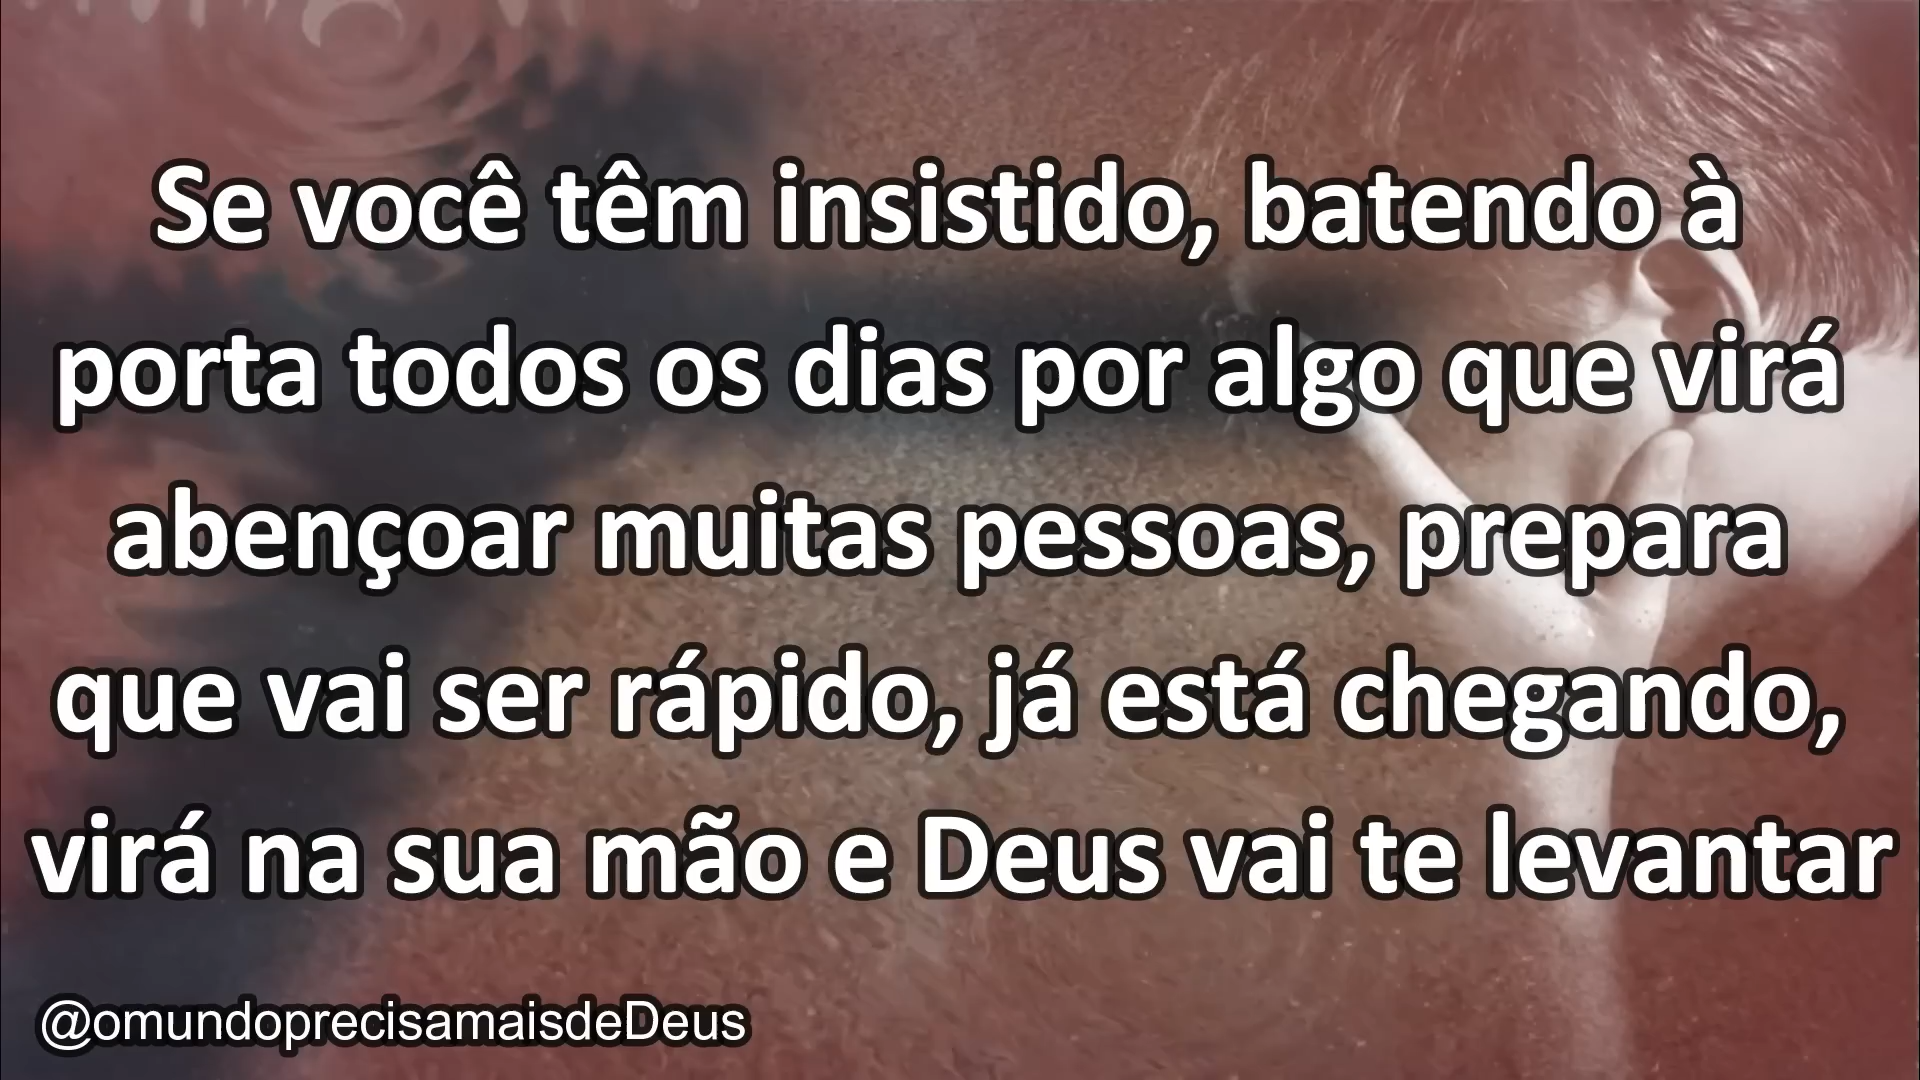 Se você têm insistido, batendo à
porta todos os dias por algo que virá
abençoar muitas pessoas, prepara
que vai ser rápido, já está chegando,
virá na sua mão e Deus vai te levantar
@omundoprecisamaisdeDeus